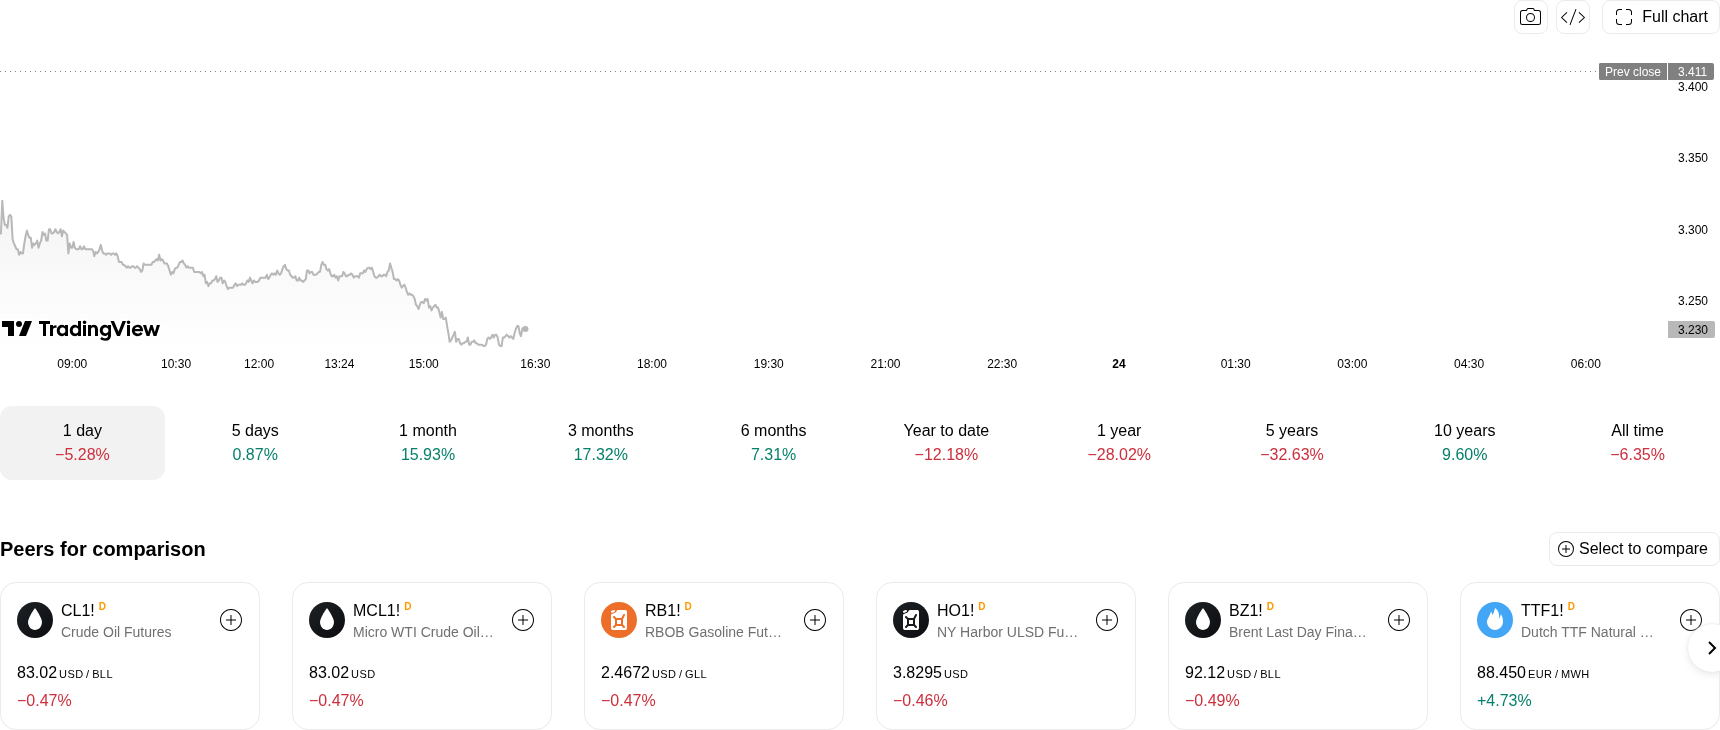 Full chart
Prev close 3.411
3.400
3.350
3.300
3.250
3.230
TradingView
09:00 10:30 12:00 13:24 15:00 16:30 18:00 19:30 21:00 22:30 24 01:30 03:00 04:30 06:00
1 day 5 days 1 month 3 months 6 months Year to date 1 year 5 years 10 years All time
−5.28% 0.87% 15.93% 17.32% 7.31% −12.18% −28.02% −32.63% 9.60% −6.35%
Peers for comparison
Select to compare
CL1! D
Crude Oil Futures
83.02 USD / BLL
−0.47%
MCL1! D
Micro WTI Crude Oil…
83.02 USD
−0.47%
RB1! D
RBOB Gasoline Fut…
2.4672 USD / GLL
−0.47%
HO1! D
NY Harbor ULSD Fu…
3.8295 USD
−0.46%
BZ1! D
Brent Last Day Fina…
92.12 USD / BLL
−0.49%
TTF1! D
Dutch TTF Natural …
88.450 EUR / MWH
+4.73%